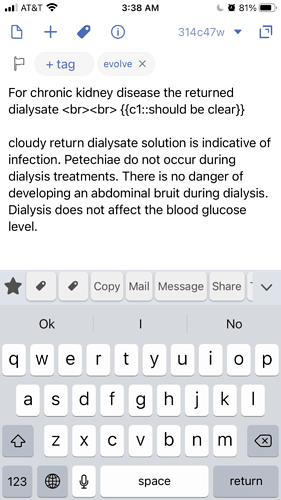 AT&T 3:38 AM 81%
314c47w
+ tag evolve ×
For chronic kidney disease the returned
dialysate <br><br> {{c1::should be clear}}
cloudy return dialysate solution is indicative of
infection. Petechiae do not occur during
dialysis treatments. There is no danger of
developing an abdominal bruit during dialysis.
Dialysis does not affect the blood glucose
level.
Copy Mail Message Share
Ok I No
q w e r t y u i o p
a s d f g h j k l
z x c v b n m
123 space return